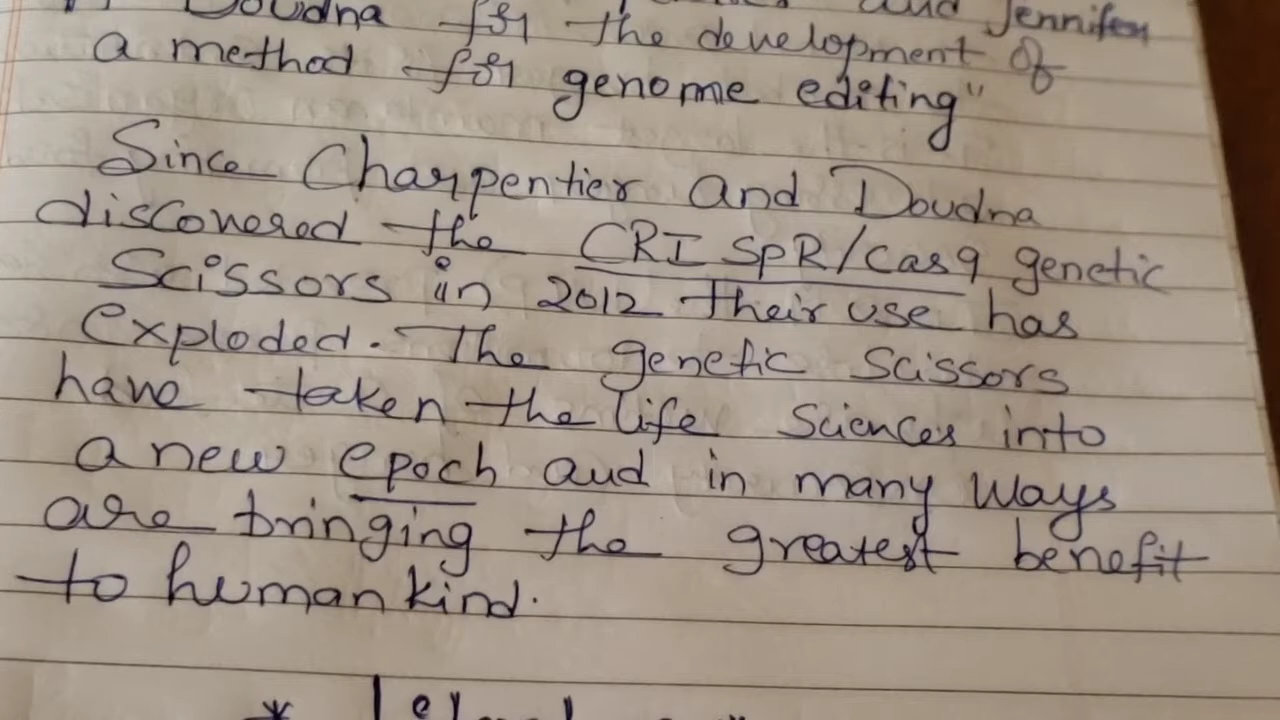 Doudna for the development of
and Jennifer
a method for genome editing"
Since Charpentier and Doudna
discovered the CRISPR/Cas9 genetic
Scissors in 2012 their use has
exploded. The genetic Scissors
have taken the life Sciences into
a new epoch and in many ways
are bringing the greatest benefit
to humankind.
*